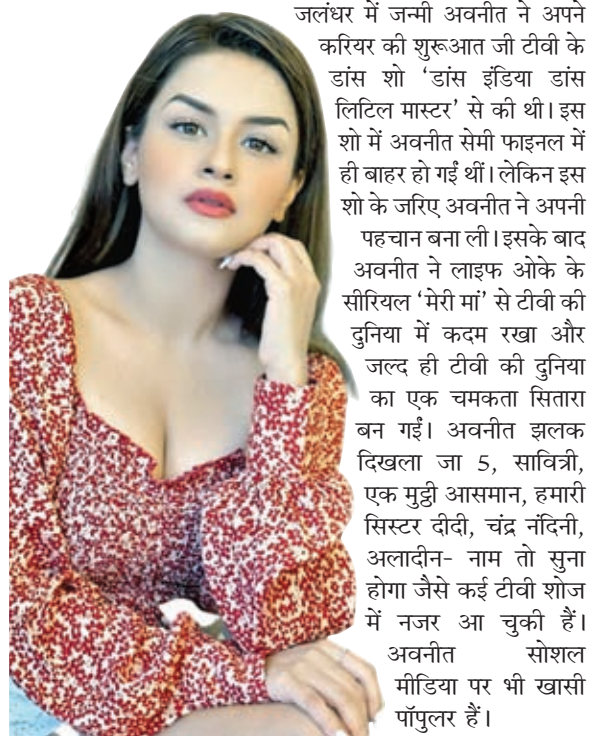 जलंधर में जन्मी अवनीत ने अपने
करियर की शुरूआत जी टीवी के
डांस शो ‘डांस इंडिया डांस
लिटिल मास्टर’ से की थी। इस
शो में अवनीत सेमी फाइनल में
ही बाहर हो गईं थीं। लेकिन इस
शो के जरिए अवनीत ने अपनी
पहचान बना ली। इसके बाद
अवनीत ने लाइफ ओके के
सीरियल ‘मेरी मां’ से टीवी की
दुनिया में कदम रखा और
जल्द ही टीवी की दुनिया
का एक चमकता सितारा
बन गईं। अवनीत झलक
दिखला जा 5, सावित्री,
एक मुट्ठी आसमान, हमारी
सिस्टर दीदी, चंद्र नंदिनी,
अलादीन- नाम तो सुना
होगा जैसे कई टीवी शोज
में नजर आ चुकी हैं।
अवनीत सोशल
मीडिया पर भी खासी
पॉपुलर हैं।